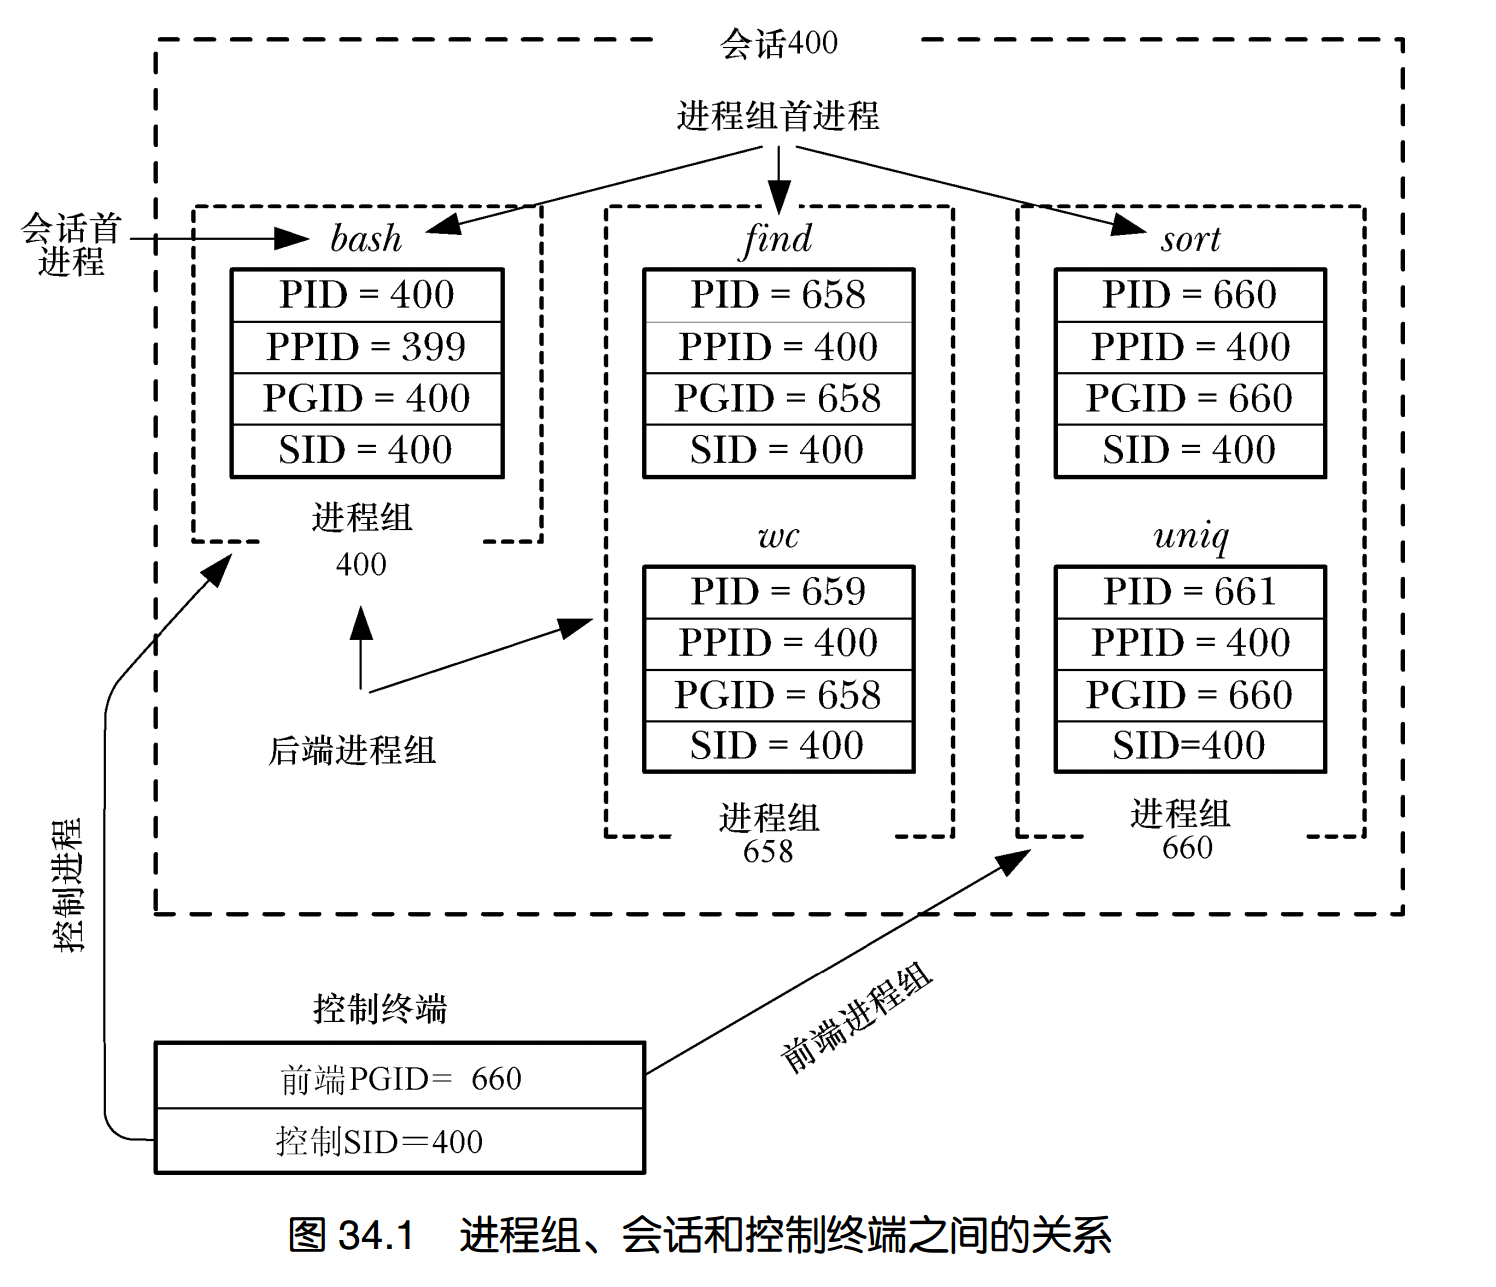 会话400
进程组首进程
会话首
进程
bash
PID = 400
PPID = 399
PGID = 400
SID = 400
进程组
400
find
PID = 658
PPID = 400
PGID = 658
SID = 400
wc
PID = 659
PPID = 400
PGID = 658
SID = 400
进程组
658
sort
PID = 660
PPID = 400
PGID = 660
SID = 400
uniq
PID = 661
PPID = 400
PGID = 660
SID=400
进程组
660
后端进程组
控制进程
前端进程组
控制终端
前端PGID= 660
控制SID=400
图 34.1 进程组、会话和控制终端之间的关系